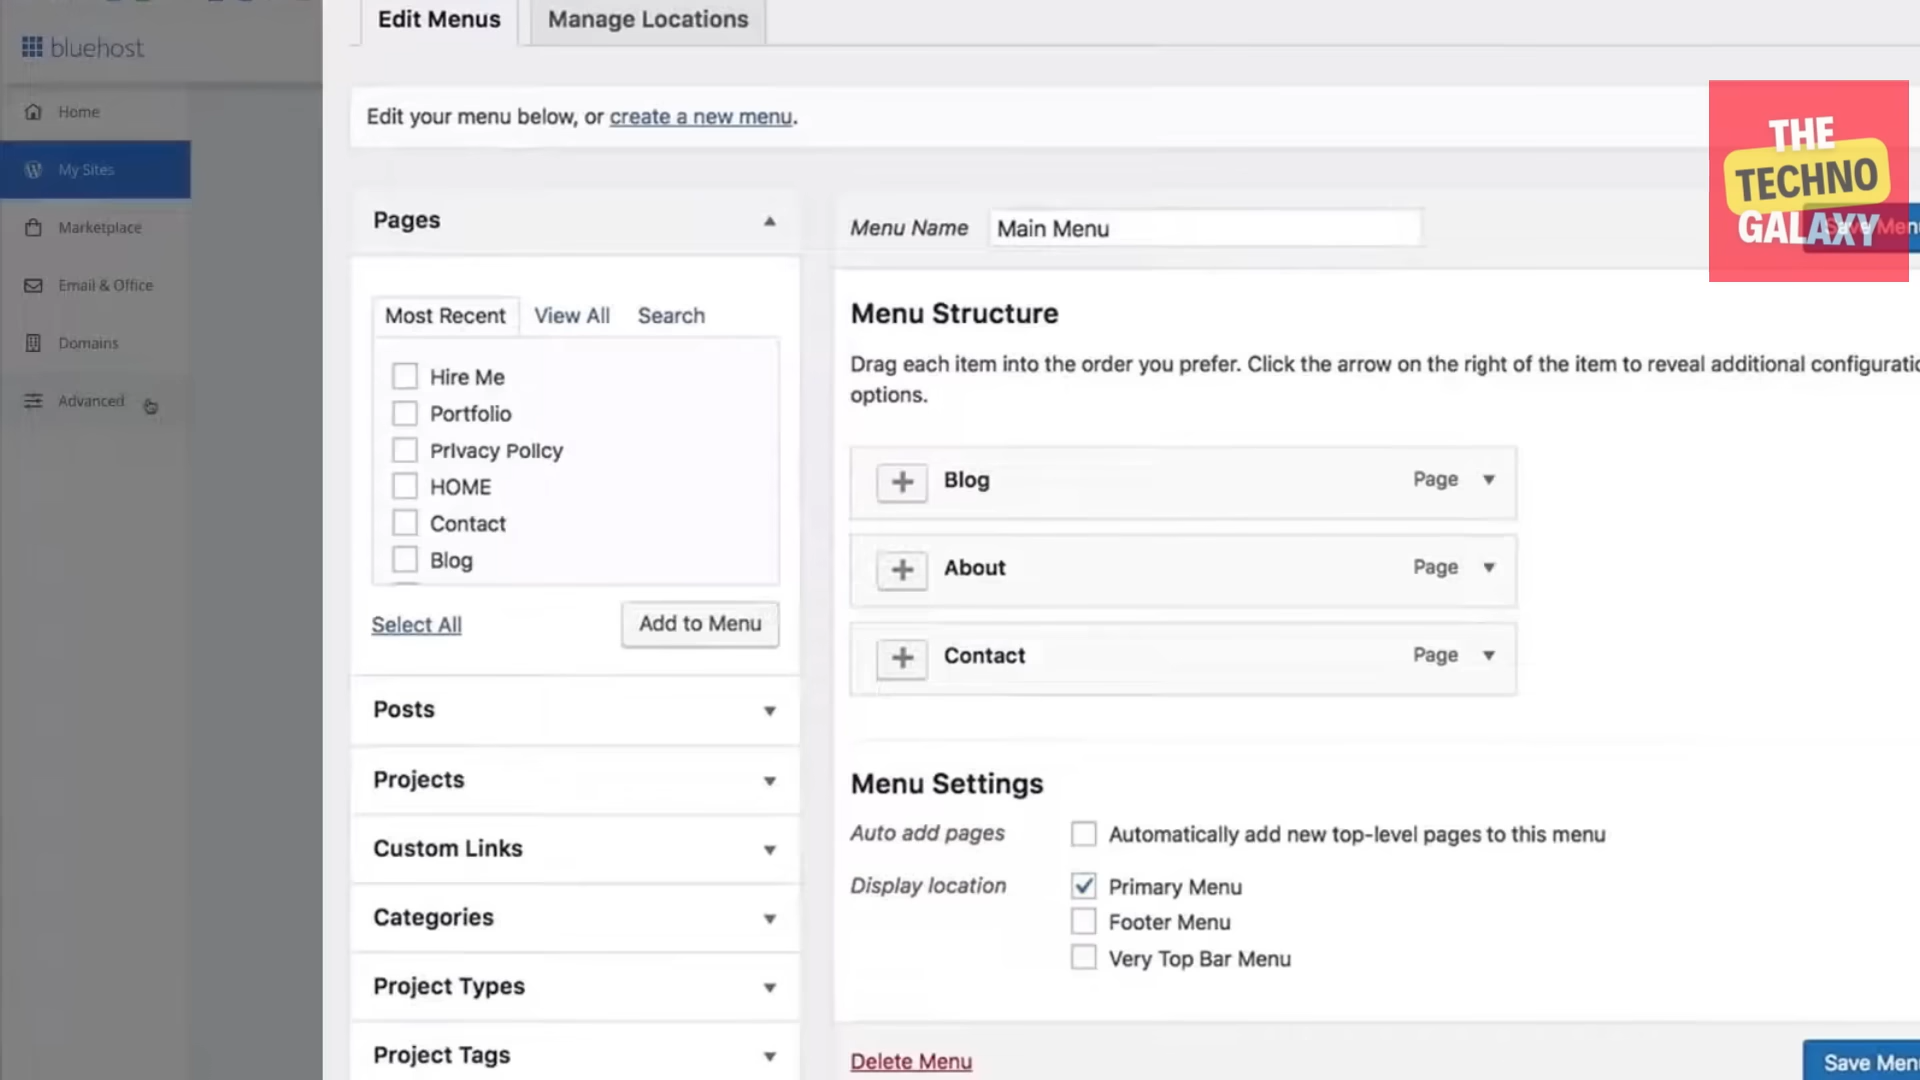 Edit Menus
Manage Locations
bluehost
Home
My Sites
Marketplace
Email & Office
Domains
Advanced
Edit your menu below, or create a new menu.
THE
TECHNO
GALAXY
Pages
Most Recent
View All
Search
Hire Me
Portfolio
Privacy Policy
HOME
Contact
Blog
Select All
Add to Menu
Posts
Projects
Custom Links
Categories
Project Types
Project Tags
Menu Name
Main Menu
Save Men
Menu Structure
Drag each item into the order you prefer. Click the arrow on the right of the item to reveal additional configuratio
options.
Blog
Page
About
Page
Contact
Page
Menu Settings
Auto add pages
Automatically add new top-level pages to this menu
Display location
Primary Menu
Footer Menu
Very Top Bar Menu
Delete Menu
Save Men